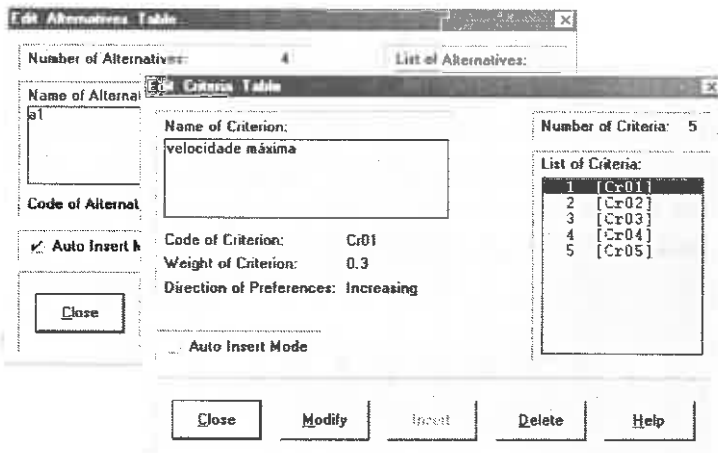 Edit Alternatives Table
Number of Alternatives: 4
List of Alternatives:
Name of Alternat
a1
Code of Alternat
Auto Insert M
Close
Edit Criteria Table
Name of Criterion:
velocidade máxima
Number of Criteria: 5
List of Criteria:
1 [Cr01]
2 [Cr02]
3 [Cr03]
4 [Cr04]
5 [Cr05]
Code of Criterion: Cr01
Weight of Criterion: 0.3
Direction of Preferences: Increasing
Auto Insert Mode
Close
Modify
Insert
Delete
Help